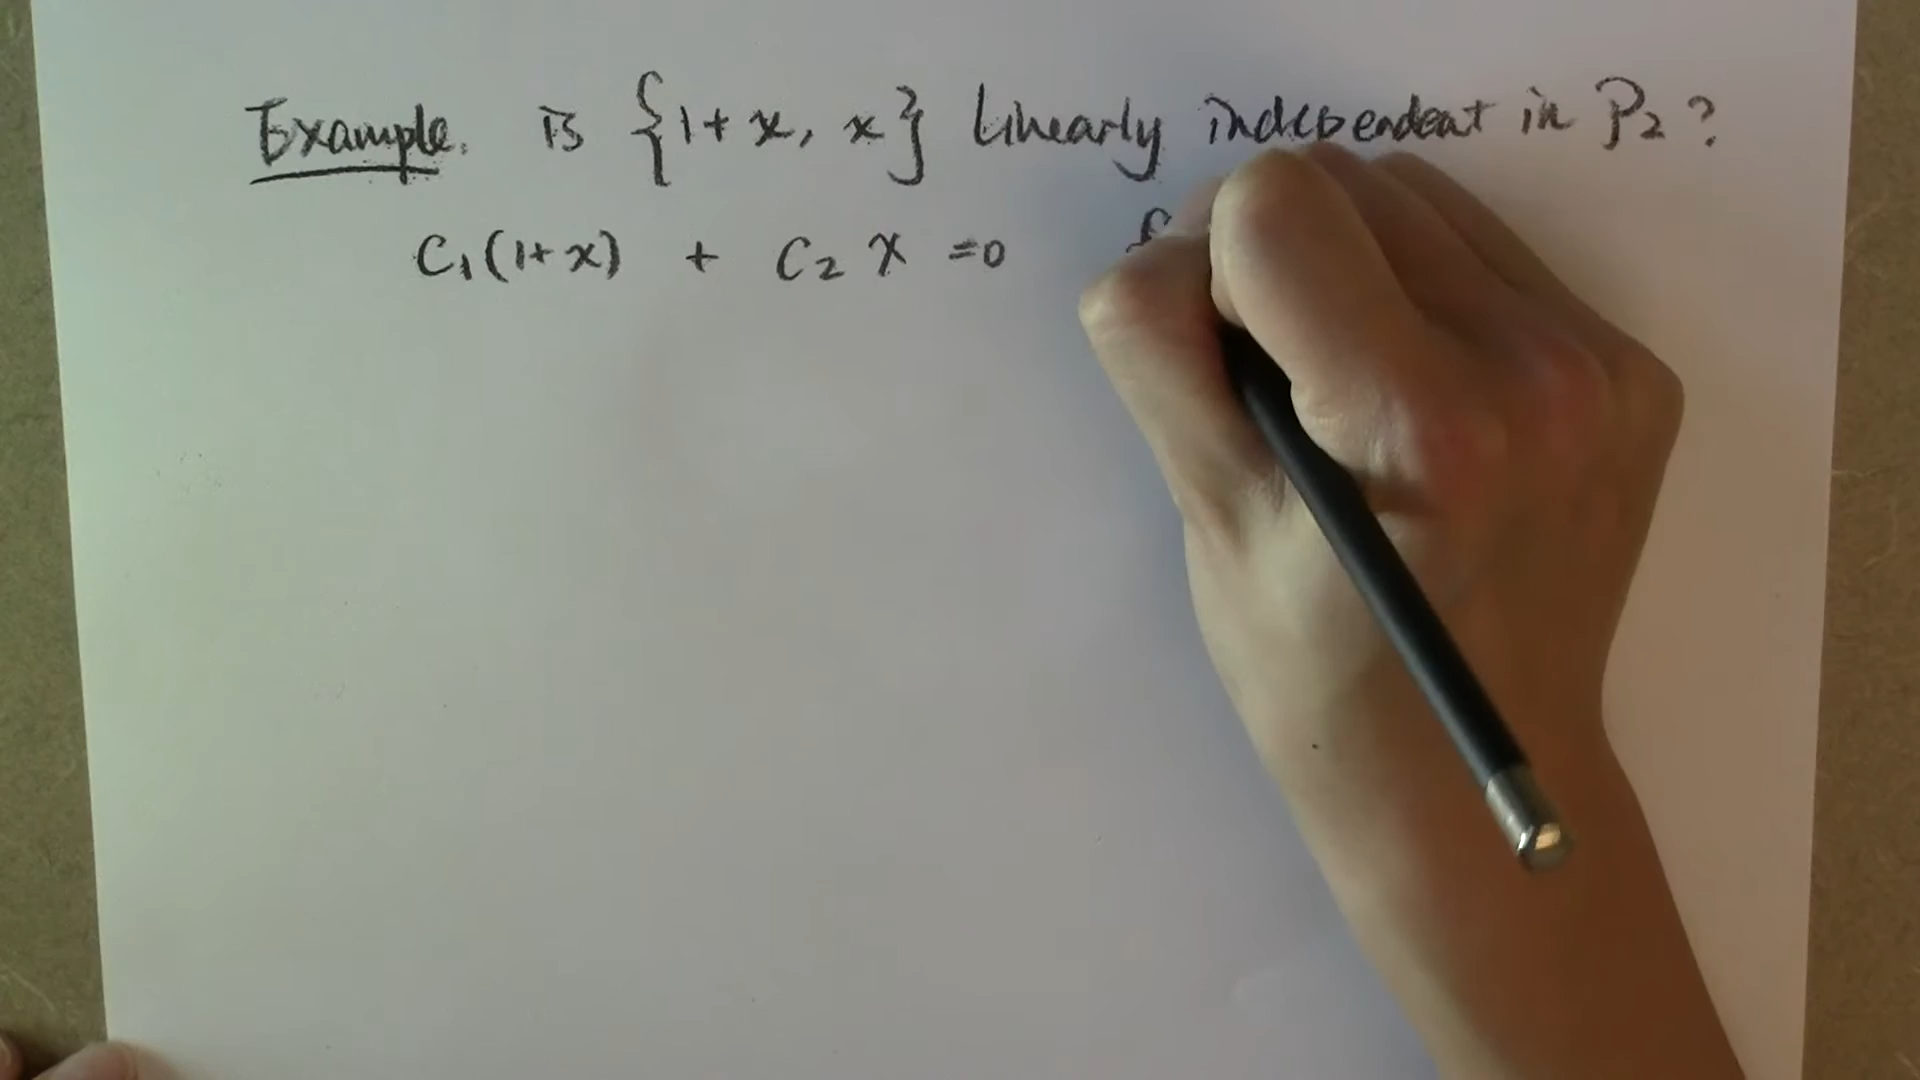 Example. is {1+x, x} Linearly independent in P₂?
C₁(1+x) + C₂ x =0